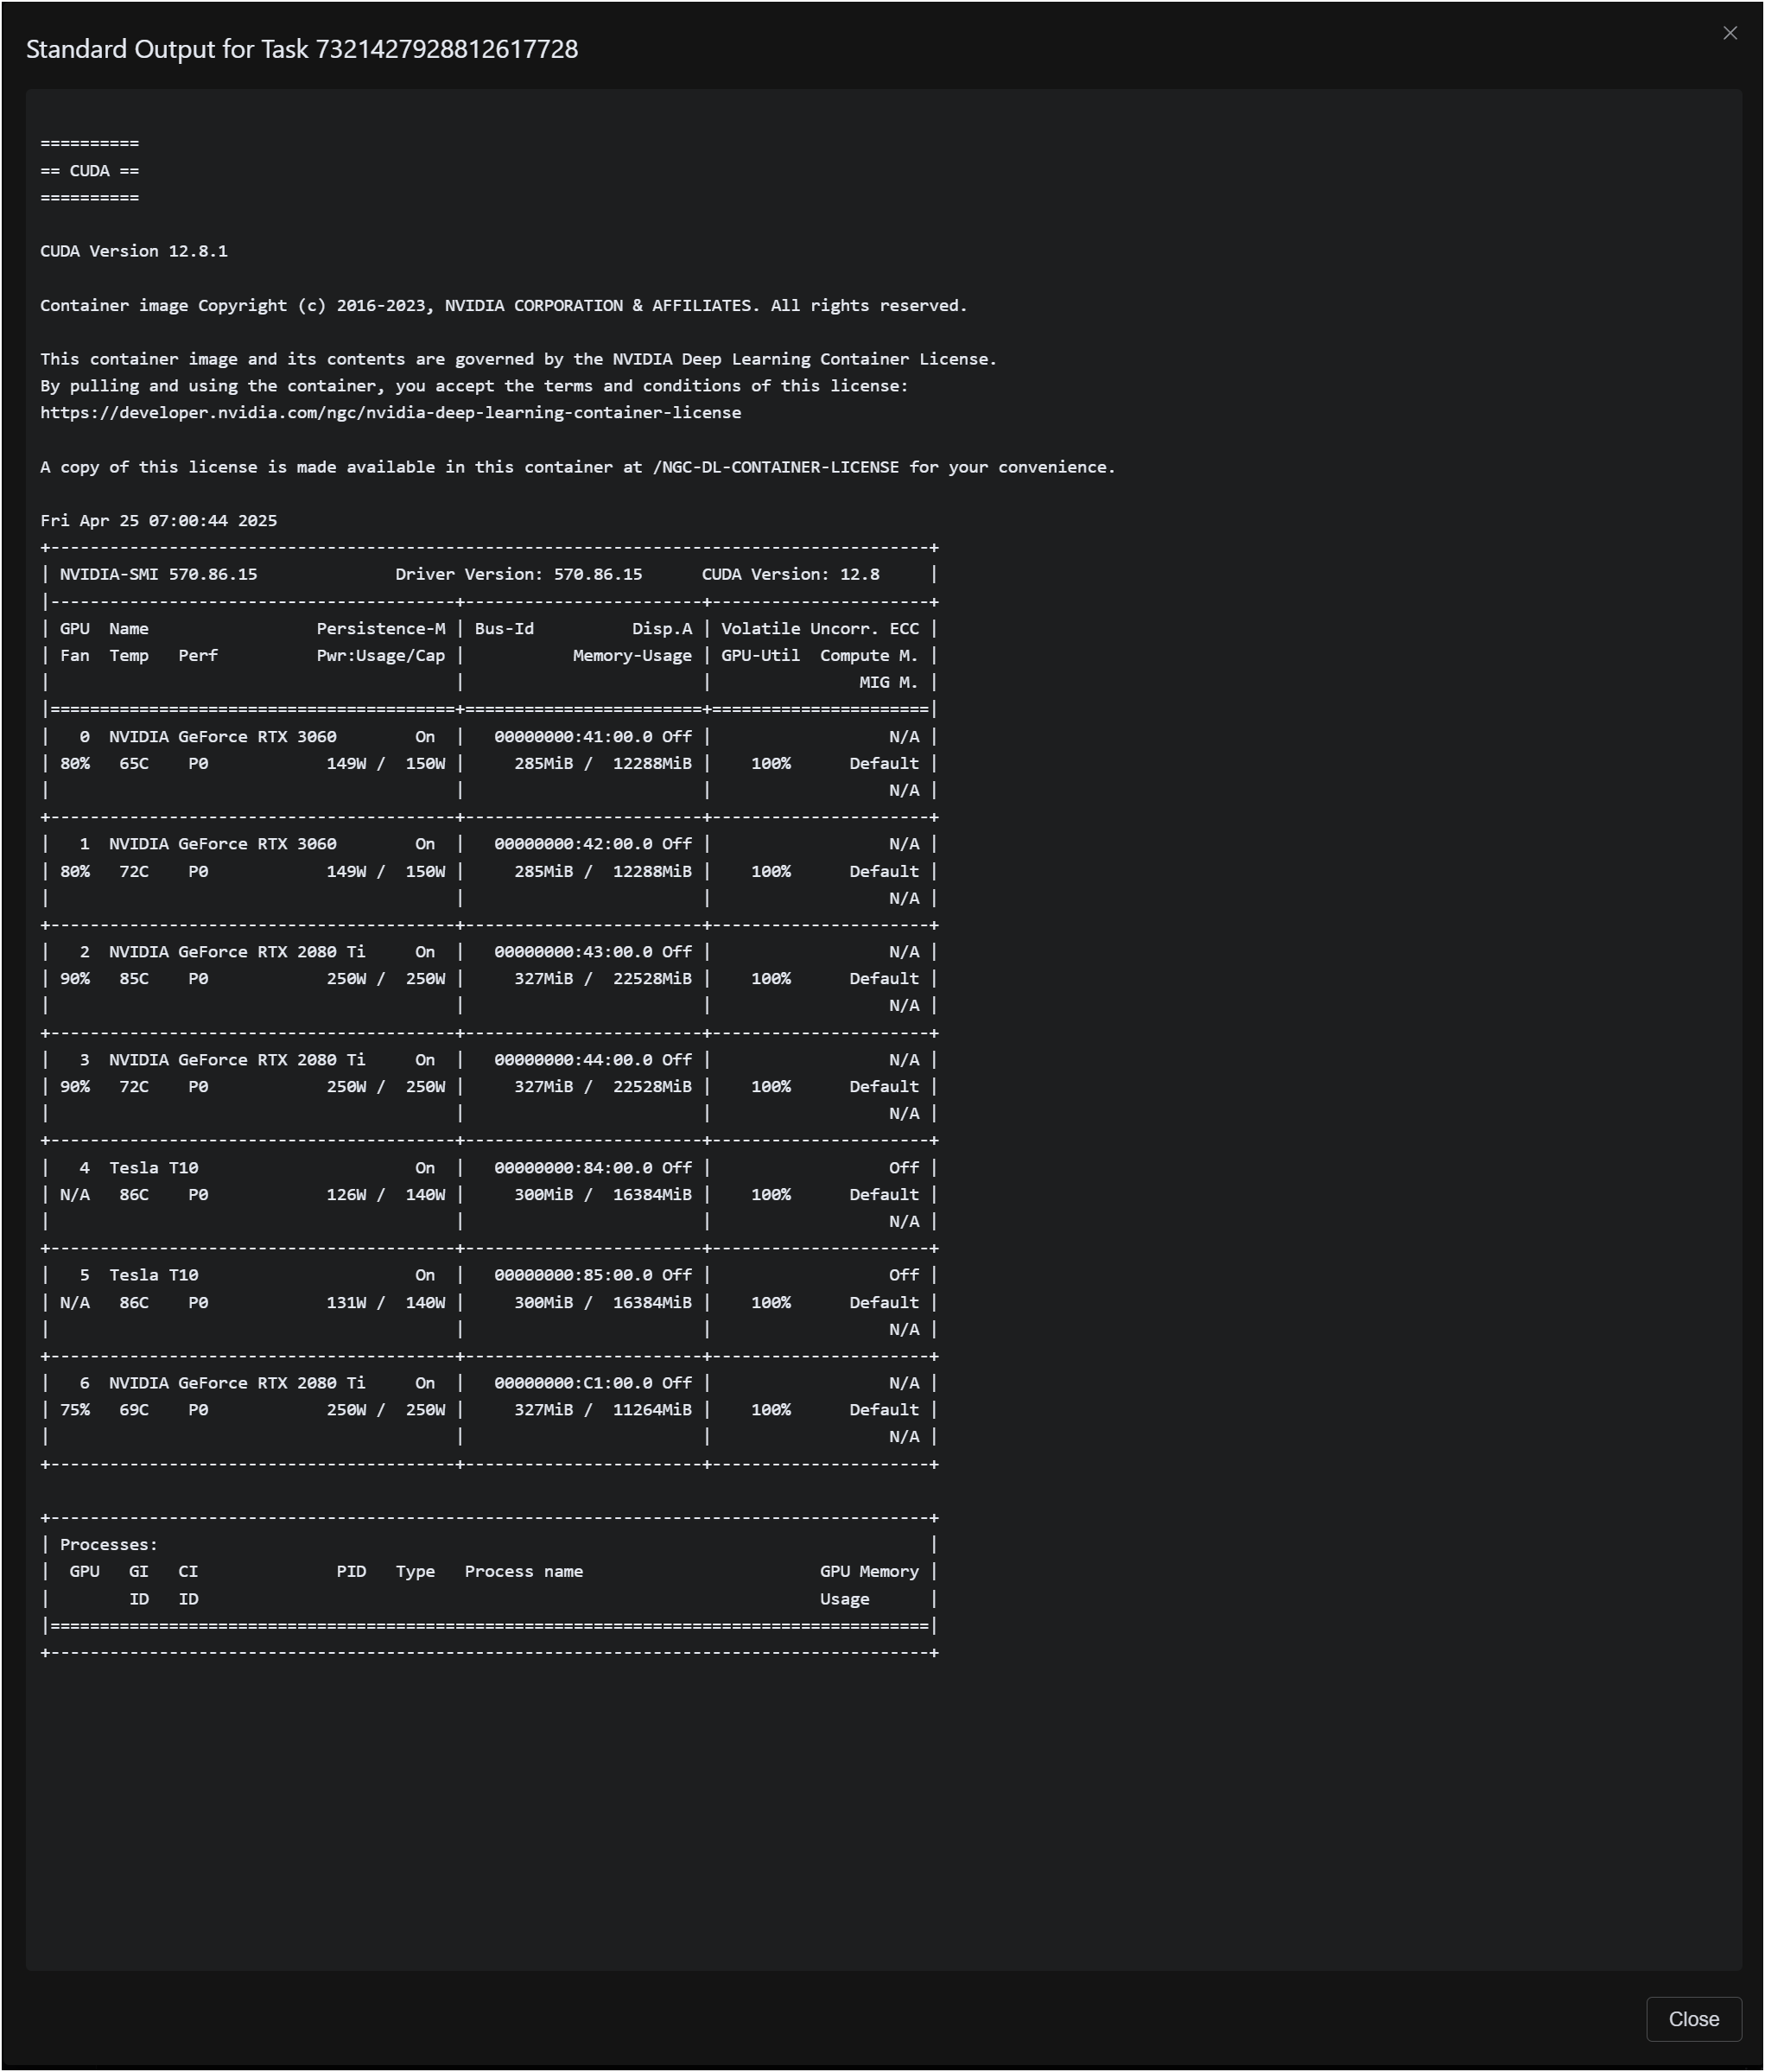 Standard Output for Task 7321427928812617728
==========
== CUDA ==
==========
CUDA Version 12.8.1
Container image Copyright (c) 2016-2023, NVIDIA CORPORATION & AFFILIATES. All rights reserved.
This container image and its contents are governed by the NVIDIA Deep Learning Container License.
By pulling and using the container, you accept the terms and conditions of this license:
https://developer.nvidia.com/ngc/nvidia-deep-learning-container-license
A copy of this license is made available in this container at /NGC-DL-CONTAINER-LICENSE for your convenience.
Fri Apr 25 07:00:44 2025
+-----------------------------------------------------------------------------------------+
| NVIDIA-SMI 570.86.15              Driver Version: 570.86.15      CUDA Version: 12.8     |
|-----------------------------------------+------------------------+----------------------+
| GPU  Name                 Persistence-M | Bus-Id          Disp.A | Volatile Uncorr. ECC |
| Fan  Temp   Perf          Pwr:Usage/Cap |           Memory-Usage | GPU-Util  Compute M. |
|                                         |                        |               MIG M. |
|=========================================+========================+======================|
|   0  NVIDIA GeForce RTX 3060        On  |   00000000:41:00.0 Off |                  N/A |
| 80%   65C    P0            149W /  150W |     285MiB /  12288MiB |    100%      Default |
|                                         |                        |                  N/A |
+-----------------------------------------+------------------------+----------------------+
|   1  NVIDIA GeForce RTX 3060        On  |   00000000:42:00.0 Off |                  N/A |
| 80%   72C    P0            149W /  150W |     285MiB /  12288MiB |    100%      Default |
|                                         |                        |                  N/A |
+-----------------------------------------+------------------------+----------------------+
|   2  NVIDIA GeForce RTX 2080 Ti     On  |   00000000:43:00.0 Off |                  N/A |
| 90%   85C    P0            250W /  250W |     327MiB /  22528MiB |    100%      Default |
|                                         |                        |                  N/A |
+-----------------------------------------+------------------------+----------------------+
|   3  NVIDIA GeForce RTX 2080 Ti     On  |   00000000:44:00.0 Off |                  N/A |
| 90%   72C    P0            250W /  250W |     327MiB /  22528MiB |    100%      Default |
|                                         |                        |                  N/A |
+-----------------------------------------+------------------------+----------------------+
|   4  Tesla T10                      On  |   00000000:84:00.0 Off |                  Off |
| N/A   86C    P0            126W /  140W |     300MiB /  16384MiB |    100%      Default |
|                                         |                        |                  N/A |
+-----------------------------------------+------------------------+----------------------+
|   5  Tesla T10                      On  |   00000000:85:00.0 Off |                  Off |
| N/A   86C    P0            131W /  140W |     300MiB /  16384MiB |    100%      Default |
|                                         |                        |                  N/A |
+-----------------------------------------+------------------------+----------------------+
|   6  NVIDIA GeForce RTX 2080 Ti     On  |   00000000:C1:00.0 Off |                  N/A |
| 75%   69C    P0            250W /  250W |     327MiB /  11264MiB |    100%      Default |
|                                         |                        |                  N/A |
+-----------------------------------------+------------------------+----------------------+
+-----------------------------------------------------------------------------------------+
| Processes:                                                                              |
|  GPU   GI   CI              PID   Type   Process name                        GPU Memory |
|        ID   ID                                                               Usage      |
|=========================================================================================|
+-----------------------------------------------------------------------------------------+
Close